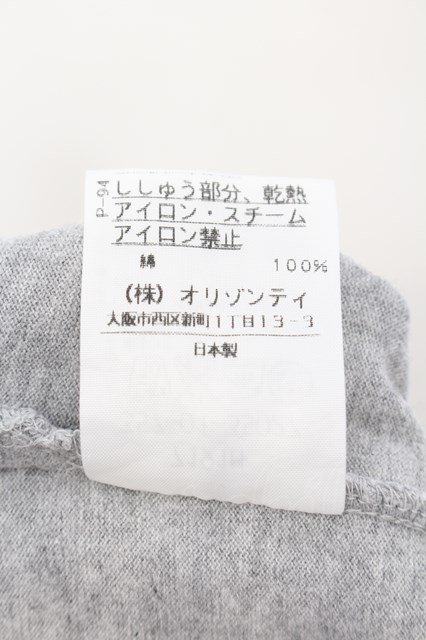 P-94
ししゅう部分、乾熱
アイロン・スチーム
アイロン禁止
綿 100%
(株) オリゾンティ
大阪市西区新町1丁目13-3
日本製